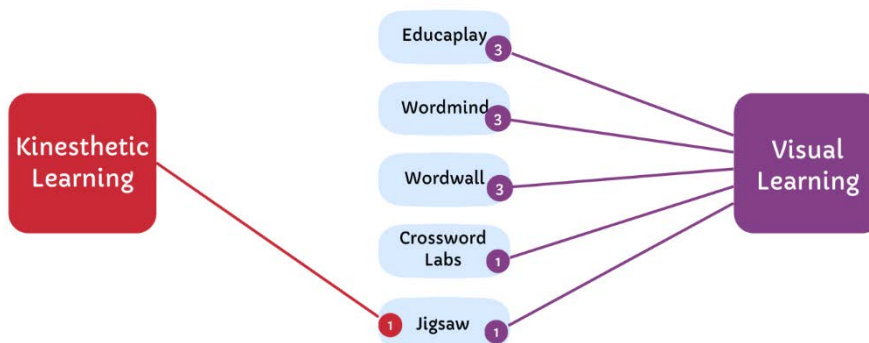 Kinesthetic
Learning
Educaplay
3
Wordmind
3
Wordwall
3
Crossword
Labs
1
1
Jigsaw
1
Visual
Learning